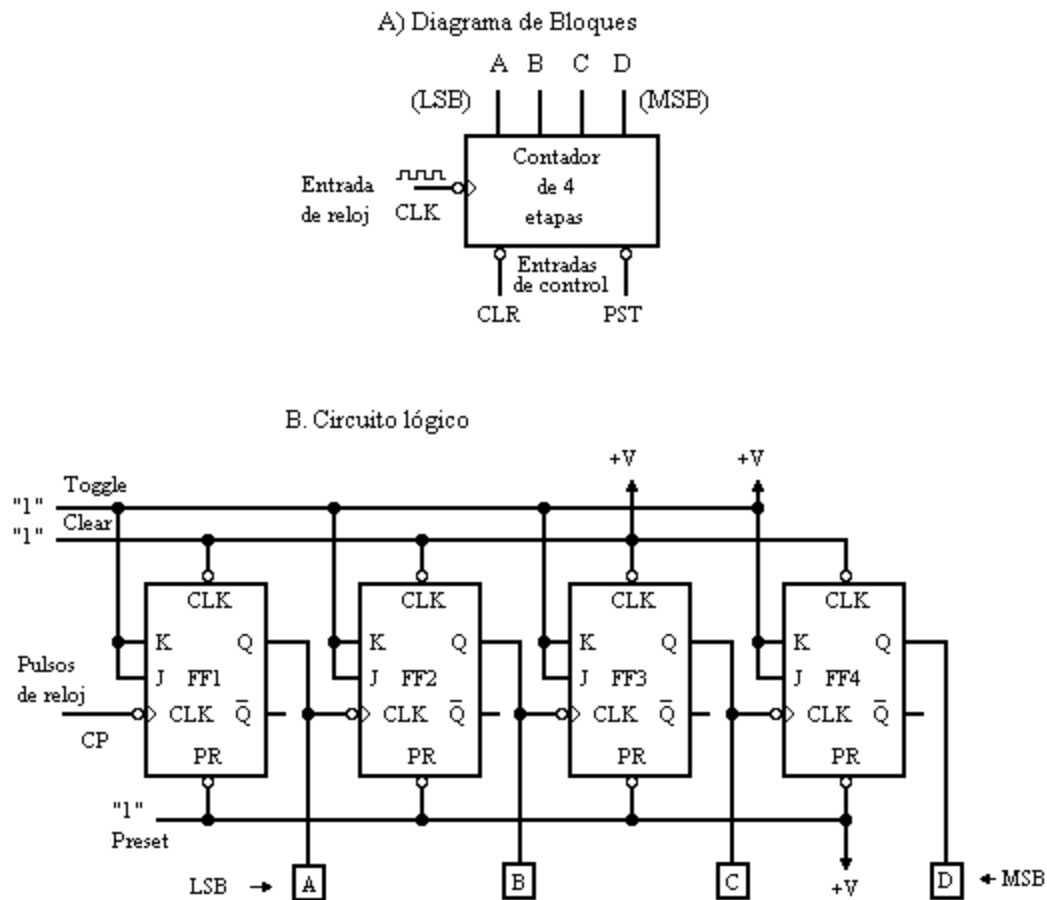 A) Diagrama de Bloques
A B C D
(LSB) (MSB)
Contador
de 4
etapas
Entrada
de reloj CLK
Entradas
de control
CLR PST
B. Circuito lógico
+V +V
Toggle
"1"
Clear
"1"
CLK CLK CLK CLK
K Q K Q K Q K Q
J FF1 J FF2 J FF3 J FF4
Pulsos
de reloj
CLK Q̅ CLK Q̅ CLK Q̅ CLK Q̅
CP
PR PR PR PR
"1"
Preset
LSB → A B C +V D ← MSB